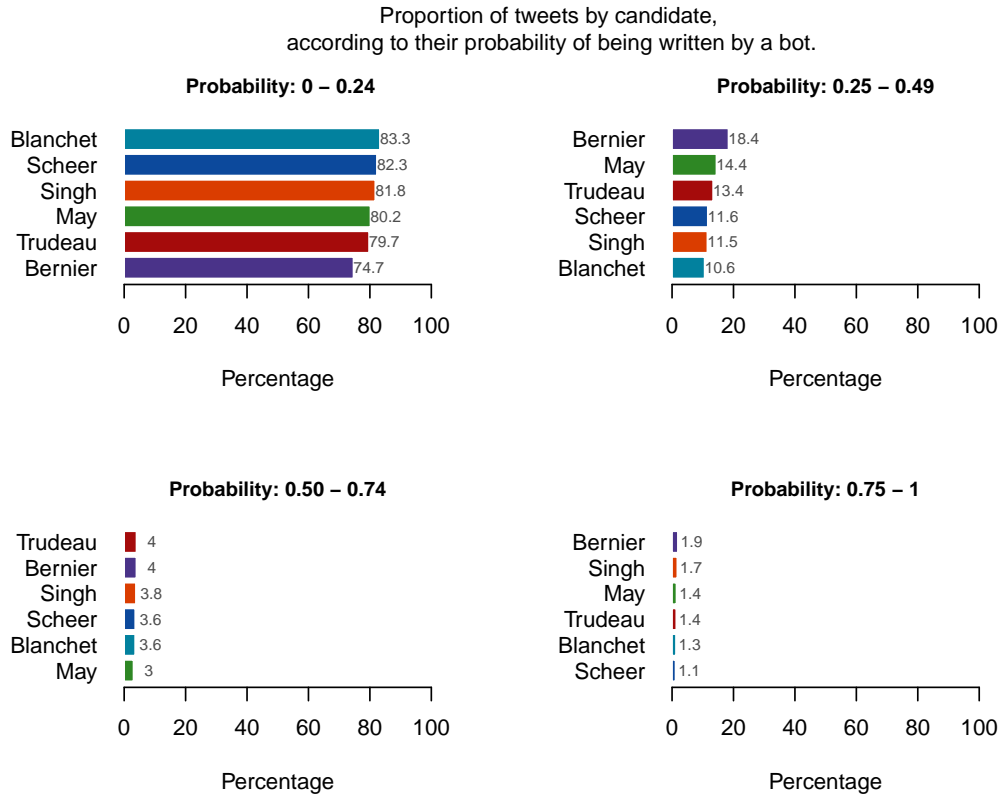 Proportion of tweets by candidate,
according to their probability of being written by a bot.
Probability: 0 – 0.24
Blanchet 83.3
Scheer 82.3
Singh 81.8
May 80.2
Trudeau 79.7
Bernier 74.7
0 20 40 60 80 100
Percentage
Probability: 0.25 – 0.49
Bernier 18.4
May 14.4
Trudeau 13.4
Scheer 11.6
Singh 11.5
Blanchet 10.6
0 20 40 60 80 100
Percentage
Probability: 0.50 – 0.74
Trudeau 4
Bernier 4
Singh 3.8
Scheer 3.6
Blanchet 3.6
May 3
0 20 40 60 80 100
Percentage
Probability: 0.75 – 1
Bernier 1.9
Singh 1.7
May 1.4
Trudeau 1.4
Blanchet 1.3
Scheer 1.1
0 20 40 60 80 100
Percentage